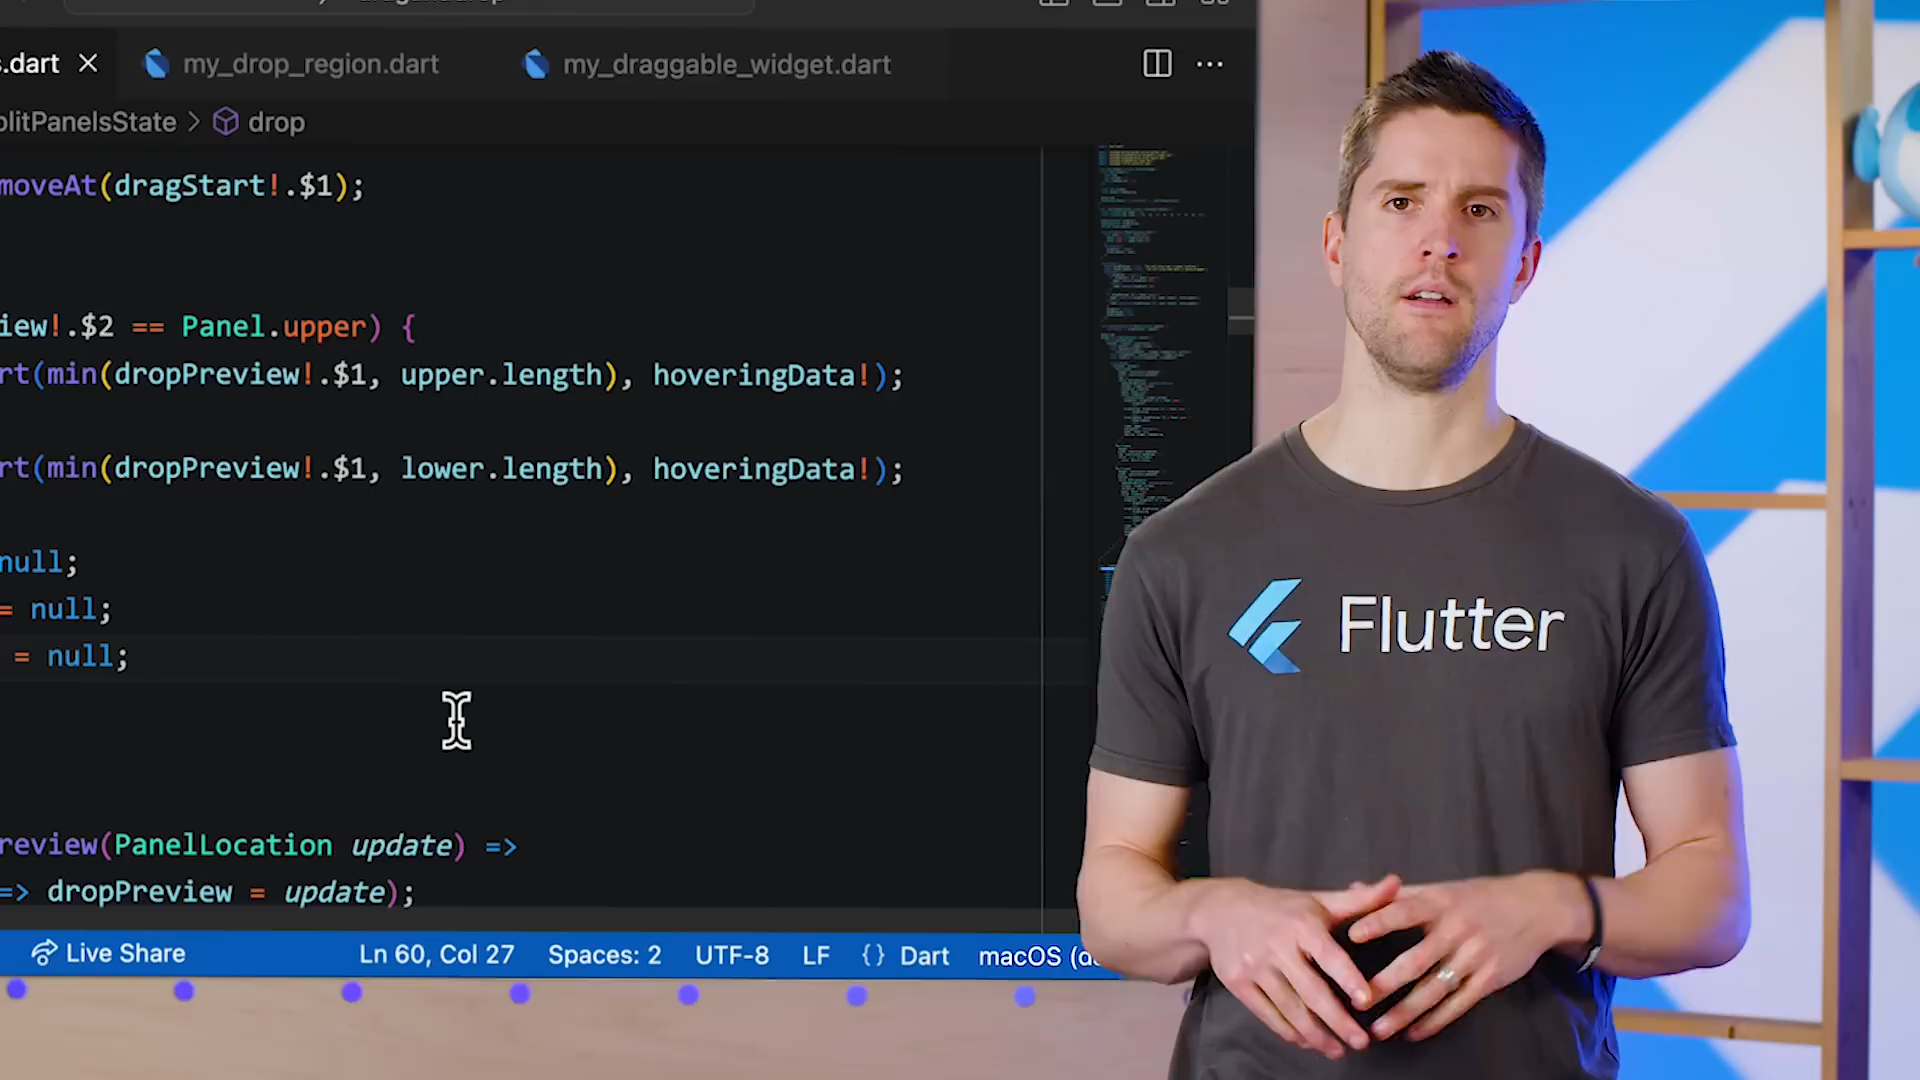 s.dart
my_drop_region.dart
my_draggable_widget.dart
plitPanelsState > drop
moveAt(dragStart!.$1);
iew!.$2 == Panel.upper) {
rt(min(dropPreview!.$1, upper.length), hoveringData!);
rt(min(dropPreview!.$1, lower.length), hoveringData!);
null;
= null;
= null;
review(PanelLocation update) =>
=> dropPreview = update);
Live Share Ln 60, Col 27 Spaces: 2 UTF-8 LF {} Dart macOS (da
Flutter